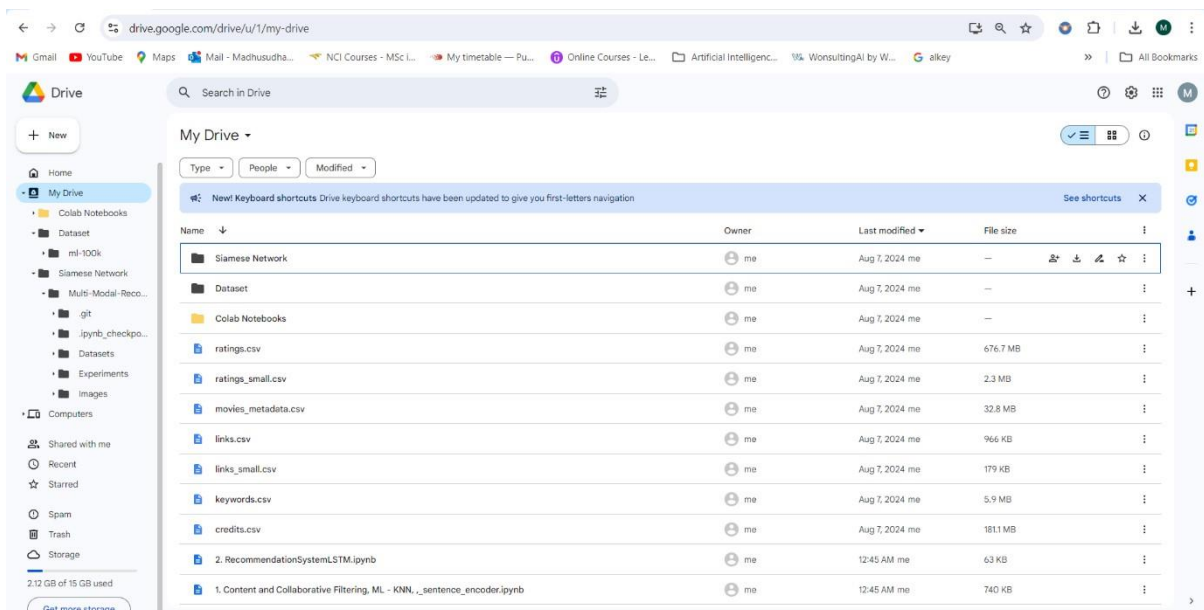 drive.google.com/drive/u/1/my-drive
M
Gmail YouTube Maps Mail - Madhusudha... NCI Courses - MSc i... My timetable — Pu... Online Courses - Le... Artificial Intelligenc... WonsultingAI by W... alkey » All Bookmarks
Drive
Search in Drive
M
+ New
My Drive
Type People Modified
Home
My Drive
Colab Notebooks
Dataset
ml-100k
Siamese Network
Multi-Modal-Reco...
.git
.ipynb_checkpo...
Datasets
Experiments
Images
Computers
Shared with me
Recent
Starred
Spam
Trash
Storage
2.12 GB of 15 GB used
Get more storage
New! Keyboard shortcuts Drive keyboard shortcuts have been updated to give you first-letters navigation See shortcuts
Name Owner Last modified File size
Siamese Network me Aug 7, 2024 me —
Dataset me Aug 7, 2024 me —
Colab Notebooks me Aug 7, 2024 me —
ratings.csv me Aug 7, 2024 me 676.7 MB
ratings_small.csv me Aug 7, 2024 me 2.3 MB
movies_metadata.csv me Aug 7, 2024 me 32.8 MB
links.csv me Aug 7, 2024 me 966 KB
links_small.csv me Aug 7, 2024 me 179 KB
keywords.csv me Aug 7, 2024 me 5.9 MB
credits.csv me Aug 7, 2024 me 181.1 MB
2. RecommendationSystemLSTM.ipynb me 12:45 AM me 63 KB
1. Content and Collaborative Filtering, ML - KNN, ,_sentence_encoder.ipynb me 12:45 AM me 740 KB